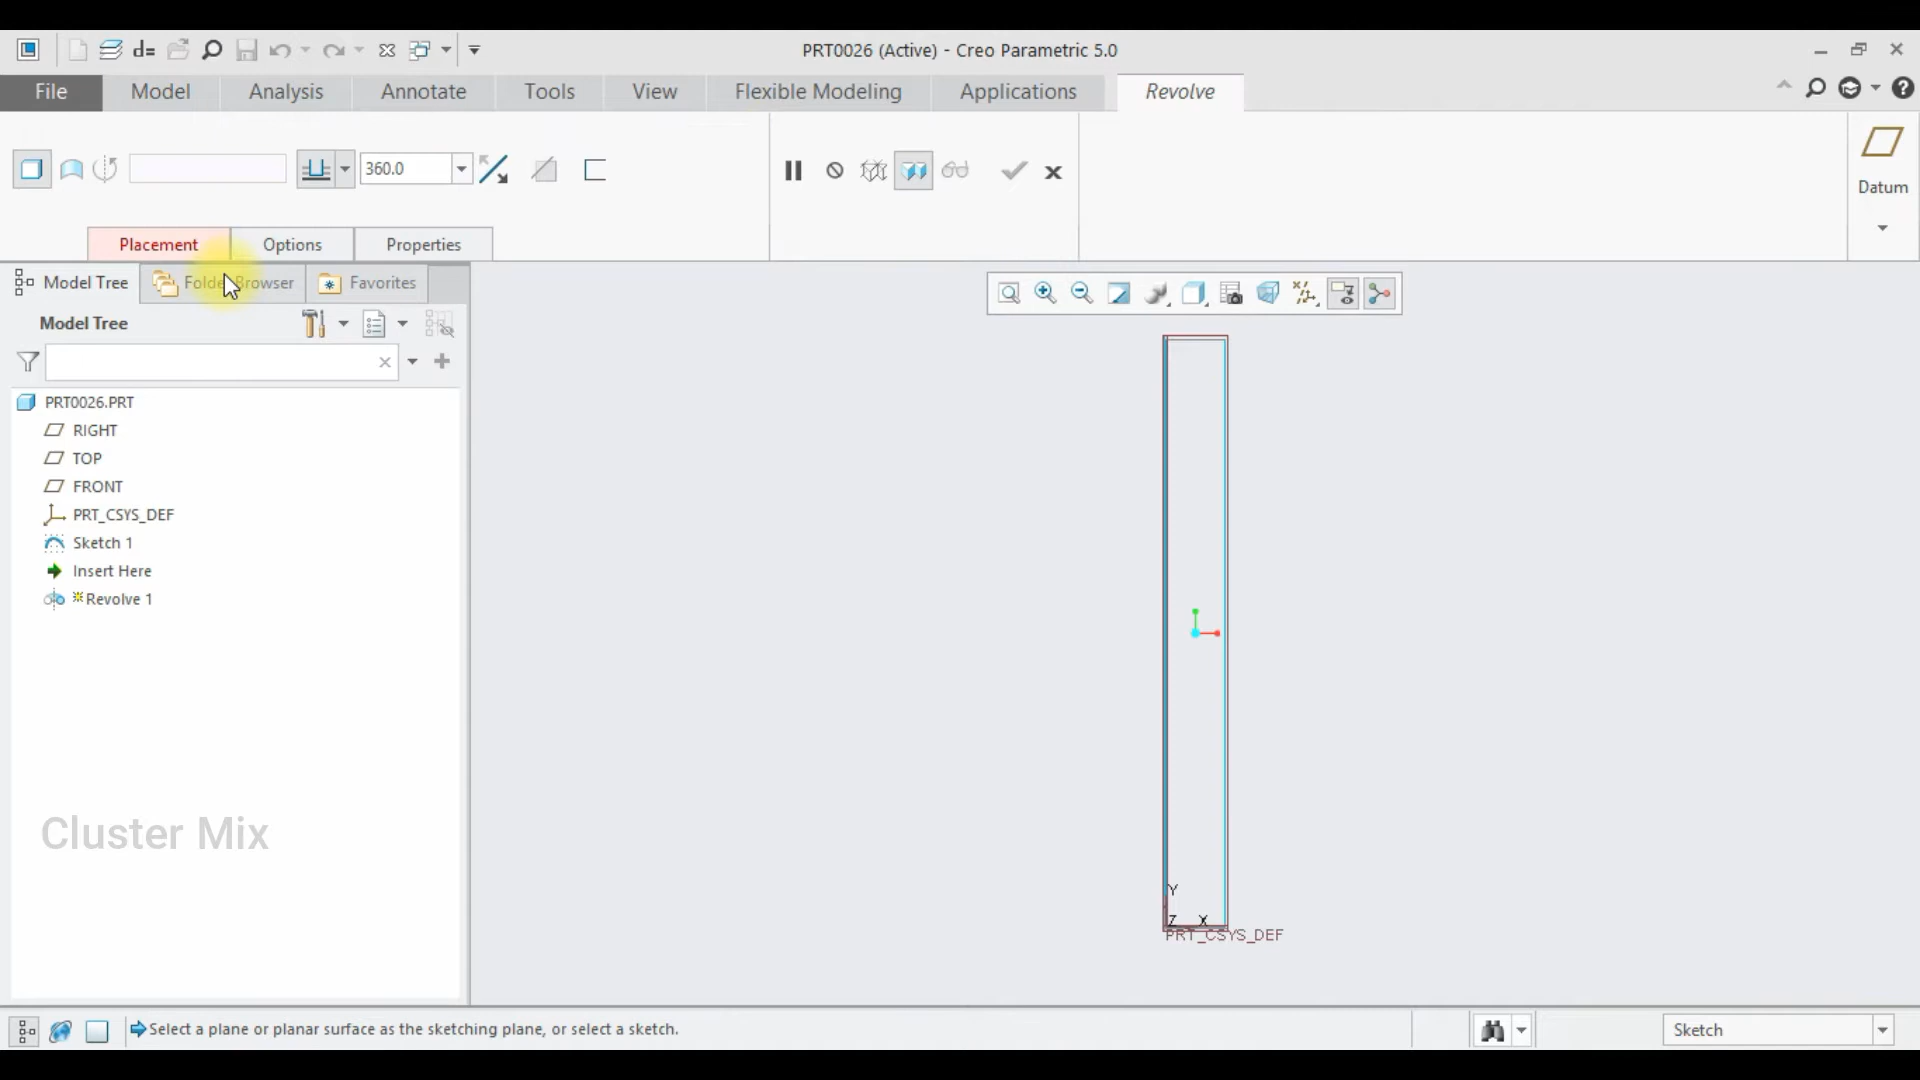 d=
PRT0026 (Active) - Creo Parametric 5.0
File
Model
Analysis
Annotate
Tools
View
Flexible Modeling
Applications
Revolve
360.0
Datum
Placement
Options
Properties
Model Tree
Folder Browser
Favorites
Model Tree
PRT0026.PRT
RIGHT
TOP
FRONT
PRT_CSYS_DEF
Sketch 1
Insert Here
Revolve 1
Cluster Mix
Y
Z X
PRT_CSYS_DEF
Select a plane or planar surface as the sketching plane, or select a sketch.
Sketch